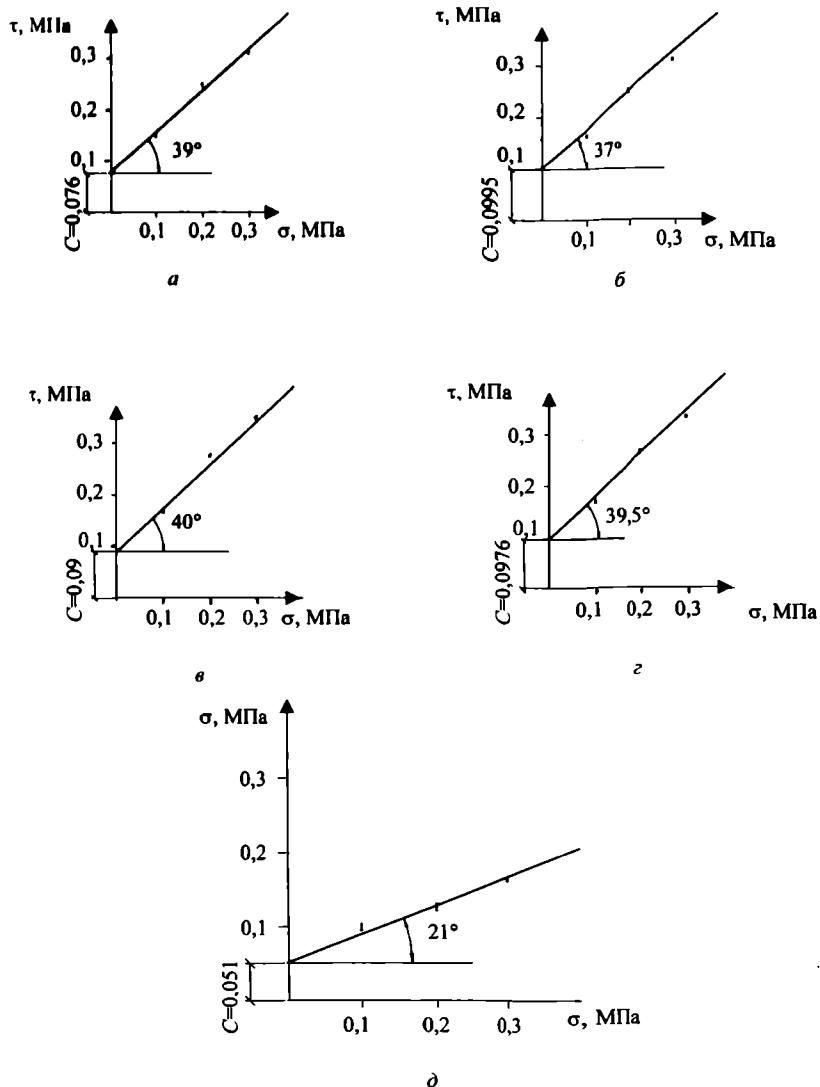 τ, МПа
0,3
0,2
0,1
39°
C=0,076
0,1 0,2 0,3 σ, МПа
а
τ, МПа
0,3
0,2
0,1
37°
C=0,0995
0,1 0,3 σ, МПа
б
τ, МПа
0,3
0,2
0,1
40°
C=0,09
0,1 0,2 0,3 σ, МПа
в
τ, МПа
0,3
0,2
0,1
39,5°
C=0,0976
0,1 0,2 0,3 σ, МПа
г
σ, МПа
0,3
0,2
0,1
21°
C=0,051
0,1 0,2 0,3 σ, МПа
д